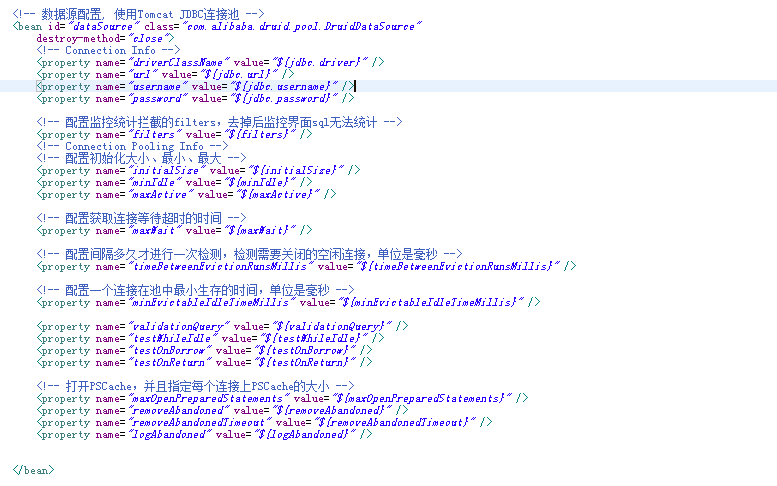 <!-- 数据源配置, 使用Tomcat JDBC连接池 -->
<bean id="dataSource" class="com.alibaba.druid.pool.DruidDataSource"
destroy-method="close">
<!-- Connection Info -->
<property name="driverClassName" value="${jdbc.driver}" />
<property name="url" value="${jdbc.url}" />
<property name="username" value="${jdbc.username}" />
<property name="password" value="${jdbc.password}" />
<!-- 配置监控统计拦截的filters，去掉后监控界面sql无法统计 -->
<property name="filters" value="${filters}" />
<!-- Connection Pooling Info -->
<!-- 配置初始化大小、最小、最大 -->
<property name="initialSize" value="${initialSize}" />
<property name="minIdle" value="${minIdle}" />
<property name="maxActive" value="${maxActive}" />
<!-- 配置获取连接等待超时的时间 -->
<property name="maxWait" value="${maxWait}" />
<!-- 配置间隔多久才进行一次检测，检测需要关闭的空闲连接，单位是毫秒 -->
<property name="timeBetweenEvictionRunsMillis" value="${timeBetweenEvictionRunsMillis}" />
<!-- 配置一个连接在池中最小生存的时间，单位是毫秒 -->
<property name="minEvictableIdleTimeMillis" value="${minEvictableIdleTimeMillis}" />
<property name="validationQuery" value="${validationQuery}" />
<property name="testWhileIdle" value="${testWhileIdle}" />
<property name="testOnBorrow" value="${testOnBorrow}" />
<property name="testOnReturn" value="${testOnReturn}" />
<!-- 打开PSCache，并且指定每个连接上PSCache的大小 -->
<property name="maxOpenPreparedStatements" value="${maxOpenPreparedStatements}" />
<property name="removeAbandoned" value="${removeAbandoned}" />
<property name="removeAbandonedTimeout" value="${removeAbandonedTimeout}" />
<property name="logAbandoned" value="${logAbandoned}" />
</bean>